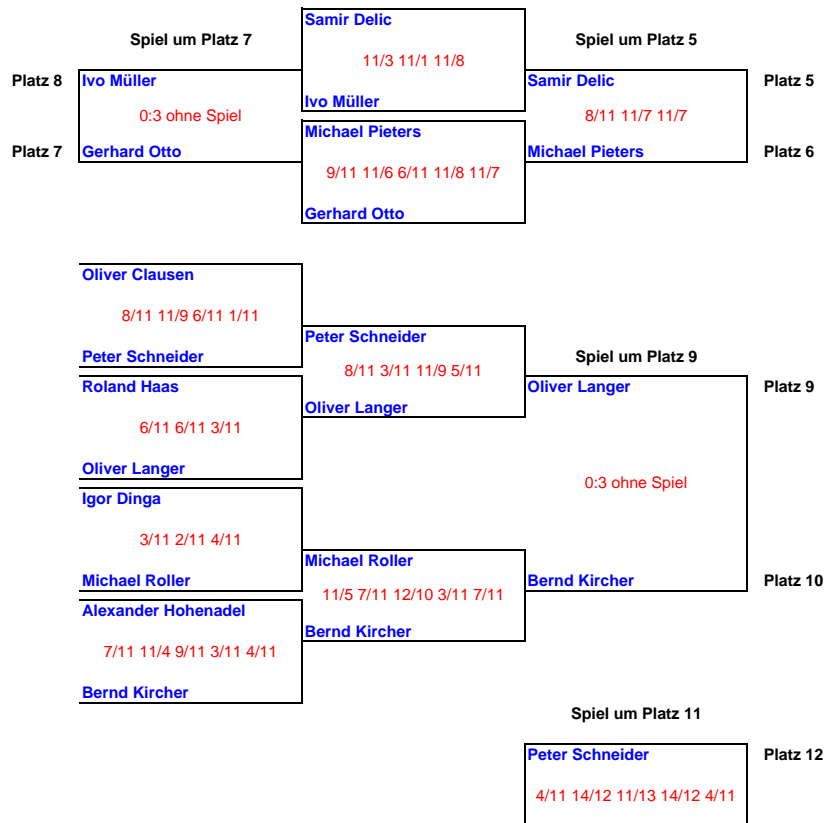 Samir Delic
Spiel um Platz 7
Spiel um Platz 5
11/3 11/1 11/8
Platz 8 Ivo Müller
Samir Delic Platz 5
Ivo Müller
0:3 ohne Spiel
8/11 11/7 11/7
Michael Pieters
Platz 7 Gerhard Otto
Michael Pieters Platz 6
9/11 11/6 6/11 11/8 11/7
Gerhard Otto
Oliver Clausen
8/11 11/9 6/11 1/11
Peter Schneider
Peter Schneider
Spiel um Platz 9
8/11 3/11 11/9 5/11
Roland Haas
Oliver Langer Platz 9
Oliver Langer
6/11 6/11 3/11
Oliver Langer
0:3 ohne Spiel
Igor Dinga
3/11 2/11 4/11
Michael Roller
Michael Roller
Bernd Kircher Platz 10
11/5 7/11 12/10 3/11 7/11
Alexander Hohenadel
Bernd Kircher
7/11 11/4 9/11 3/11 4/11
Bernd Kircher
Spiel um Platz 11
Peter Schneider Platz 12
4/11 14/12 11/13 14/12 4/11